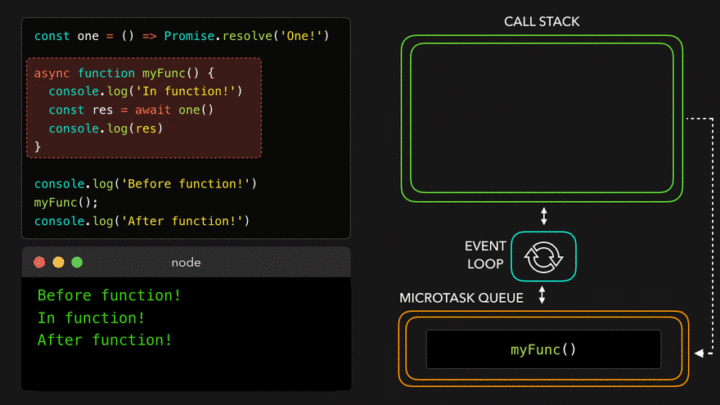 const one = () => Promise.resolve('One!')
async function myFunc() {
console.log('In function!')
const res = await one()
console.log(res)
}
console.log('Before function!')
myFunc();
console.log('After function!')
node
Before function!
In function!
After function!
CALL STACK
EVENT
LOOP
MICROTASK QUEUE
myFunc()